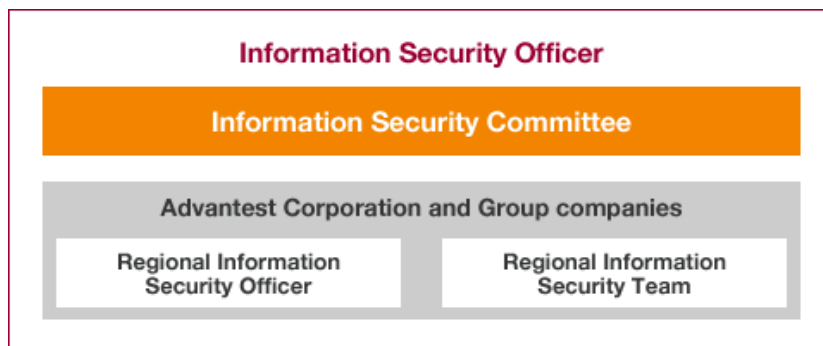 Information Security Officer
Information Security Committee
Advantest Corporation and Group companies
Regional Information
Security Officer
Regional Information
Security Team